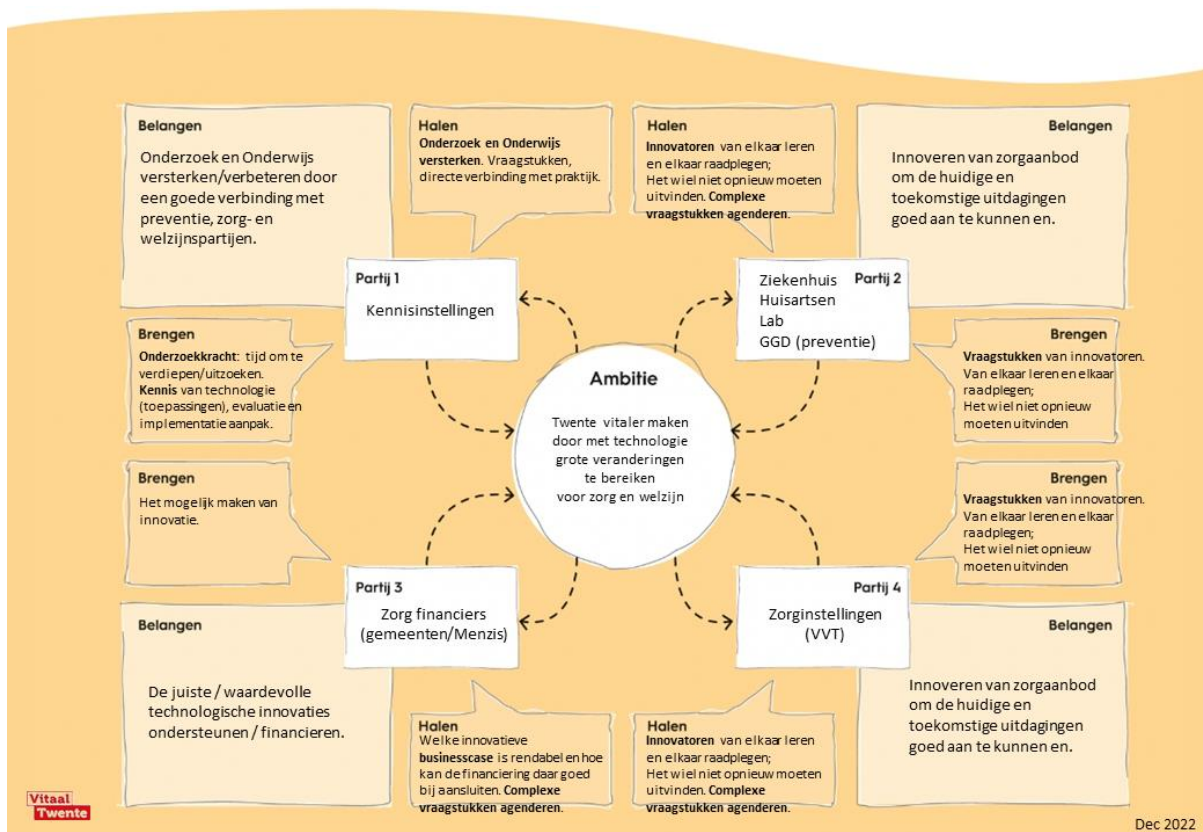 Belangen
Onderzoek en Onderwijs
versterken/verbeteren door
een goede verbinding met
preventie, zorg- en
welzijnspartijen.
Halen
Onderzoek en Onderwijs
versterken. Vraagstukken,
directe verbinding met praktijk.
Halen
Innovatoren van elkaar leren
en elkaar raadplegen;
Het wiel niet opnieuw moeten
uitvinden. Complexe
vraagstukken agenderen.
Belangen
Innoveren van zorgaanbod
om de huidige en
toekomstige uitdagingen
goed aan te kunnen en.
Partij 1
Kennisinstellingen
Partij 2
Ziekenhuis
Huisartsen
Lab
GGD (preventie)
Brengen
Onderzoekkracht: tijd om te
verdiepen/uitzoeken.
Kennis van technologie
(toepassingen), evaluatie en
implementatie aanpak.
Ambitie
Twente vitaler maken
door met technologie
grote veranderingen
te bereiken
voor zorg en welzijn
Brengen
Vraagstukken van innovatoren.
Van elkaar leren en elkaar
raadplegen;
Het wiel niet opnieuw
moeten uitvinden
Brengen
Het mogelijk maken van
innovatie.
Brengen
Vraagstukken van innovatoren.
Van elkaar leren en elkaar
raadplegen;
Het wiel niet opnieuw
moeten uitvinden
Partij 3
Zorg financiers
(gemeenten/Menzis)
Partij 4
Zorginstellingen
(VVT)
Belangen
De juiste / waardevolle
technologische innovaties
ondersteunen / financieren.
Halen
Welke innovatieve
businesscase is rendabel en hoe
kan de financiering daar goed
bij aansluiten. Complexe
vraagstukken agenderen.
Halen
Innovatoren van elkaar leren
en elkaar raadplegen;
Het wiel niet opnieuw moeten
uitvinden. Complexe
vraagstukken agenderen.
Belangen
Innoveren van zorgaanbod
om de huidige en
toekomstige uitdagingen
goed aan te kunnen en.
Vitaal
Twente
Dec 2022